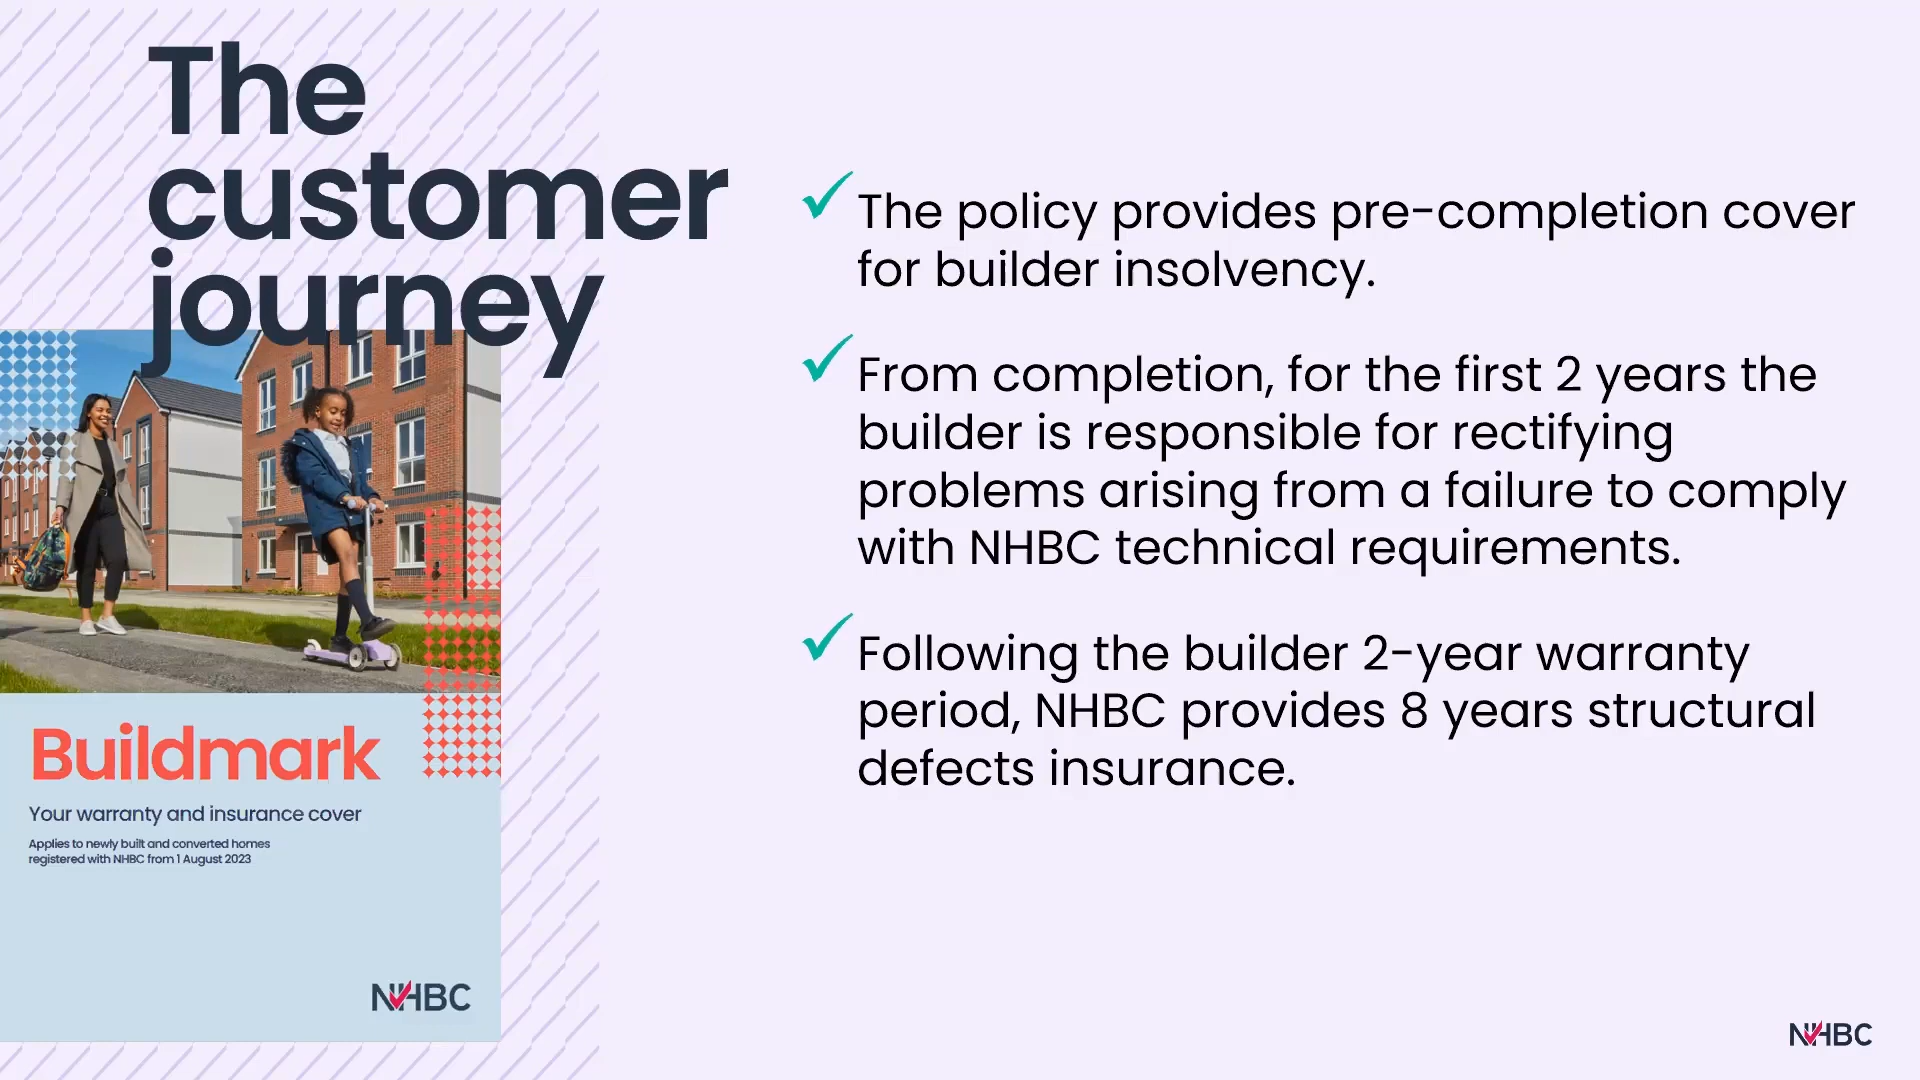 The
customer
journey
The policy provides pre-completion cover
for builder insolvency.
From completion, for the first 2 years the
builder is responsible for rectifying
problems arising from a failure to comply
with NHBC technical requirements.
Following the builder 2-year warranty
period, NHBC provides 8 years structural
defects insurance.
Buildmark
Your warranty and insurance cover
Applies to newly built and converted homes
registered with NHBC from 1 August 2023
NHBC
NHBC